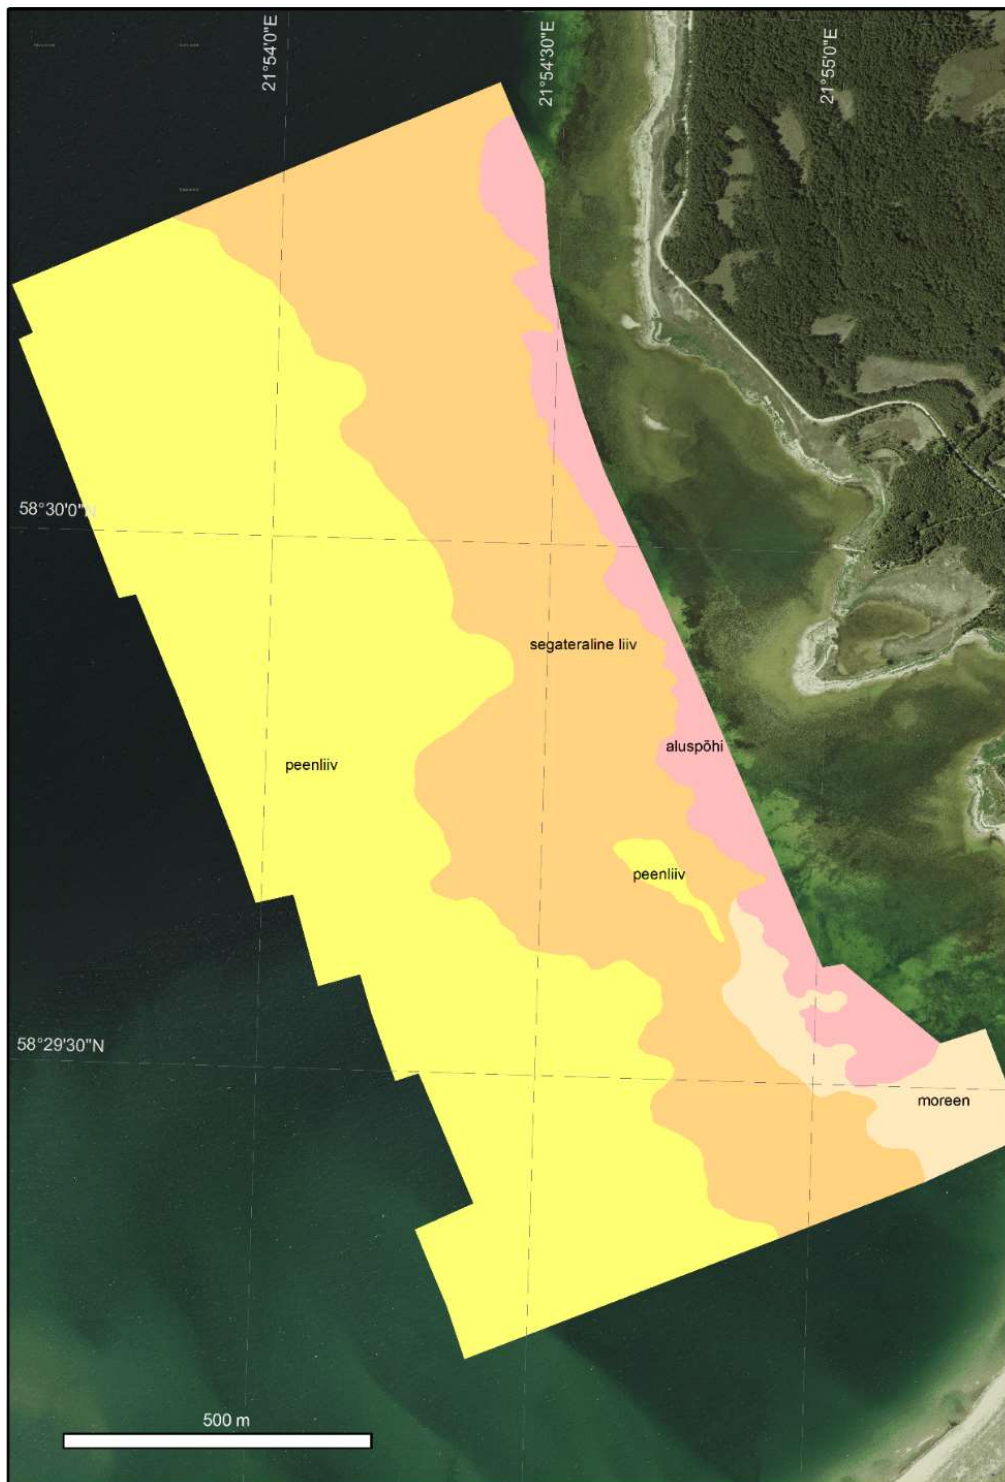 21°54'0"E
21°54'30"E
21°55'0"E
58°30'0"N
segateraline liiv
aluspõhi
peenliiv
peenliiv
58°29'30"N
moreen
500 m